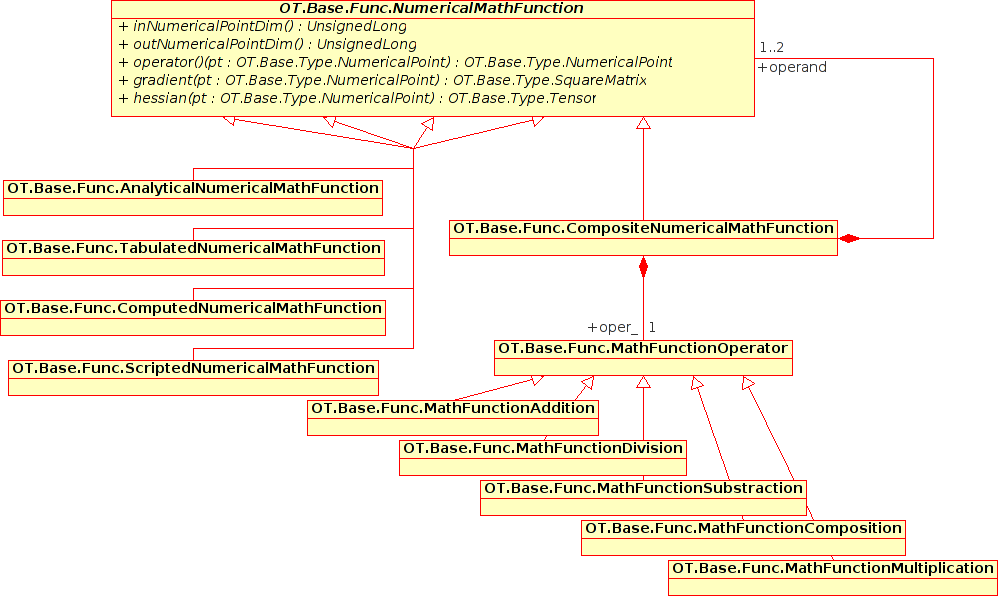 OT.Base.Func.NumericalMathFunction
+ inNumericalPointDim() : UnsignedLong
+ outNumericalPointDim() : UnsignedLong
+ operator()(pt : OT.Base.Type.NumericalPoint) : OT.Base.Type.NumericalPoint
+ gradient(pt : OT.Base.Type.NumericalPoint) : OT.Base.Type.SquareMatrix
+ hessian(pt : OT.Base.Type.NumericalPoint) : OT.Base.Type.Tensor
1..2
+operand
OT.Base.Func.AnalyticalNumericalMathFunction
OT.Base.Func.CompositeNumericalMathFunction
OT.Base.Func.TabulatedNumericalMathFunction
OT.Base.Func.ComputedNumericalMathFunction
+oper_ 1
OT.Base.Func.MathFunctionOperator
OT.Base.Func.ScriptedNumericalMathFunction
OT.Base.Func.MathFunctionAddition
OT.Base.Func.MathFunctionDivision
OT.Base.Func.MathFunctionSubstraction
OT.Base.Func.MathFunctionComposition
OT.Base.Func.MathFunctionMultiplication